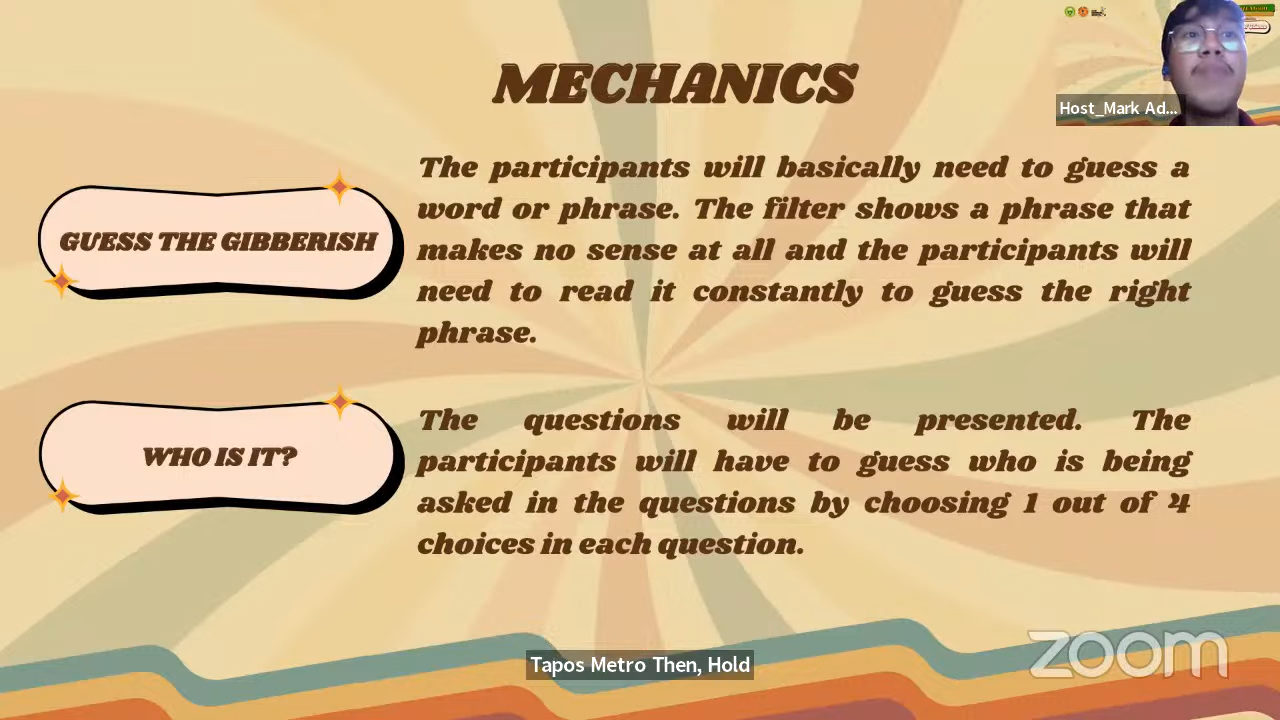 MECHANICS
Host_Mark Ad...
The participants will basically need to guess a
word or phrase. The filter shows a phrase that
makes no sense at all and the participants will
need to read it constantly to guess the right
phrase.
GUESS THE GIBBERISH
The questions will be presented. The
participants will have to guess who is being
asked in the questions by choosing 1 out of 4
choices in each question.
WHO IS IT?
Tapos Metro Then, Hold
zoom